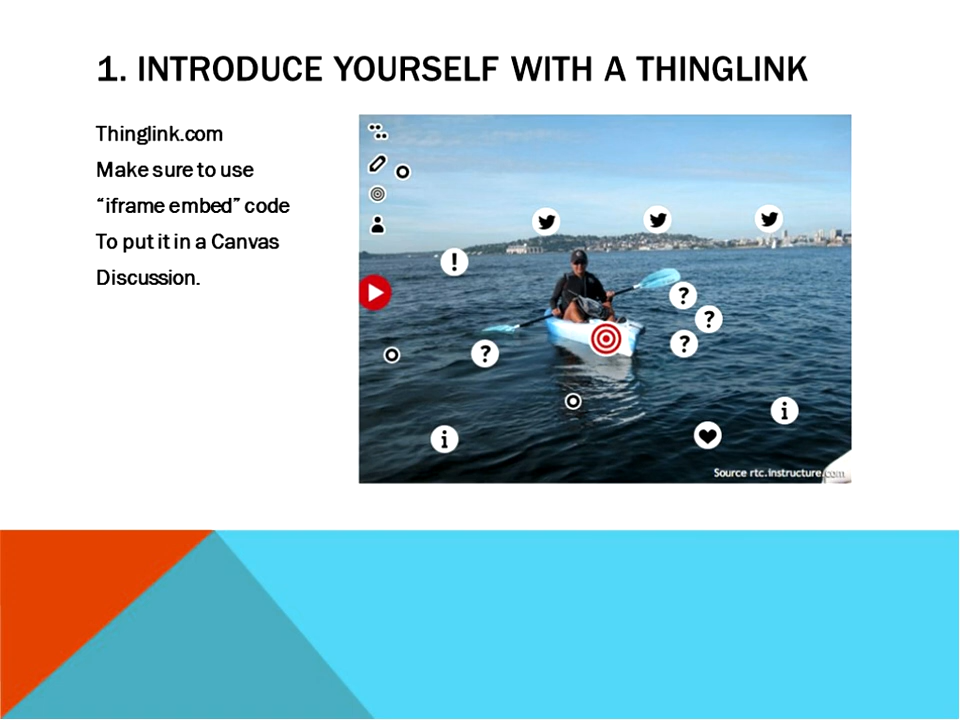 1. INTRODUCE YOURSELF WITH A THINGLINK
Thinglink.com
Make sure to use
“iframe embed” code
To put it in a Canvas
Discussion.
!
?
?
?
?
i
i
Source rtc.instructure.com